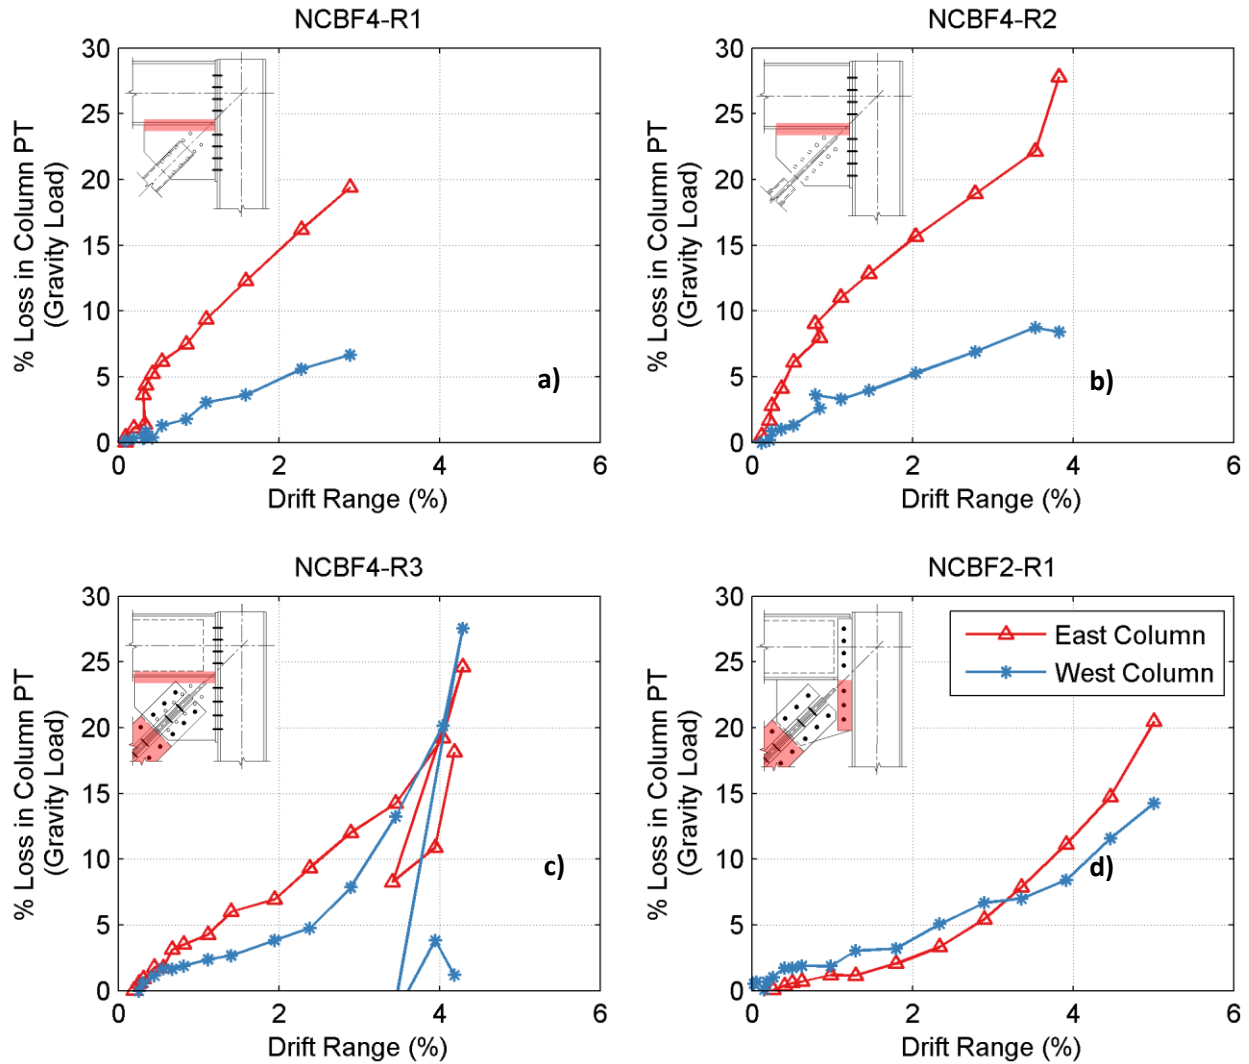 NCBF4-R1
30
25
20
15
10
5
0
% Loss in Column PT
(Gravity Load)
a)
0 2 4 6
Drift Range (%)
NCBF4-R2
30
25
20
15
10
5
0
% Loss in Column PT
(Gravity Load)
b)
0 2 4 6
Drift Range (%)
NCBF4-R3
30
25
20
15
10
5
0
% Loss in Column PT
(Gravity Load)
c)
0 2 4 6
Drift Range (%)
NCBF2-R1
30
25
20
15
10
5
0
% Loss in Column PT
(Gravity Load)
East Column
West Column
d)
0 2 4 6
Drift Range (%)